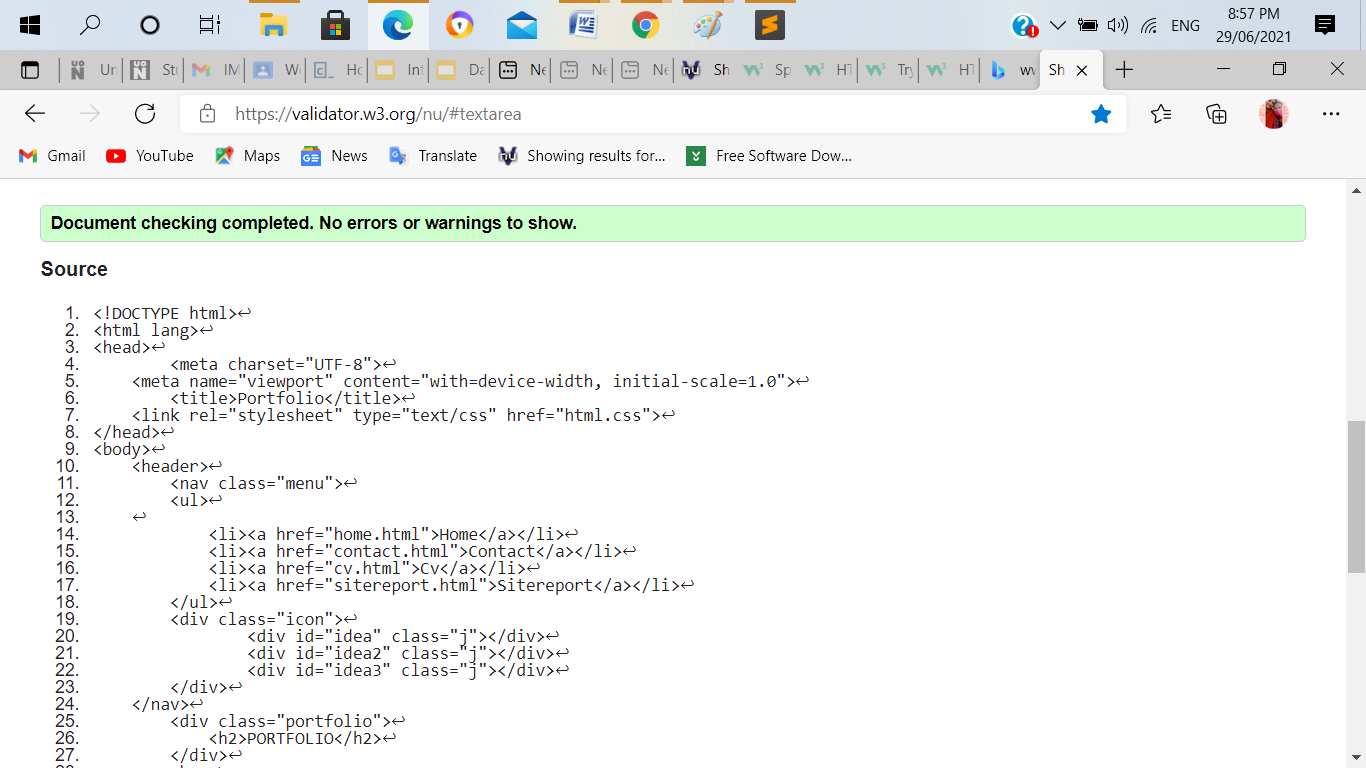 ENG
8:57 PM
29/06/2021
Ur
Stu
IM
W
Hc
Int
Da
Ne
Ne
Ne
Sh
Sp
HT
Try
HT
wv
Sh
https://validator.w3.org/nu/#textarea
Gmail YouTube Maps News Translate Showing results for... Free Software Dow...
Document checking completed. No errors or warnings to show.
Source
1. <!DOCTYPE html>↩
2. <html lang>↩
3. <head>↩
4. <meta charset="UTF-8">↩
5. <meta name="viewport" content="with=device-width, initial-scale=1.0">↩
6. <title>Portfolio</title>↩
7. <link rel="stylesheet" type="text/css" href="html.css">↩
8. </head>↩
9. <body>↩
10. <header>↩
11. <nav class="menu">↩
12. <ul>↩
13. ↩
14. <li><a href="home.html">Home</a></li>↩
15. <li><a href="contact.html">Contact</a></li>↩
16. <li><a href="cv.html">Cv</a></li>↩
17. <li><a href="sitereport.html">Sitereport</a></li>↩
18. </ul>↩
19. <div class="icon">↩
20. <div id="idea" class="j"></div>↩
21. <div id="idea2" class="j"></div>↩
22. <div id="idea3" class="j"></div>↩
23. </div>↩
24. </nav>↩
25. <div class="portfolio">↩
26. <h2>PORTFOLIO</h2>↩
27. </div>↩